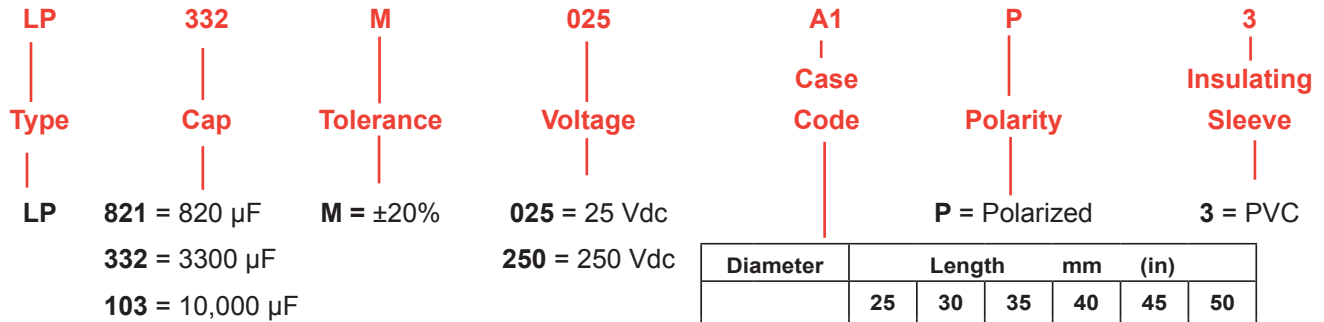 LP 332 M 025 A1 P 3
Case Insulating
Type Cap Tolerance Voltage Code Polarity Sleeve
LP 821 = 820 µF M = ±20% 025 = 25 Vdc P = Polarized 3 = PVC
332 = 3300 µF 250 = 250 Vdc
Diameter Length mm (in)
103 = 10,000 µF
25 30 35 40 45 50